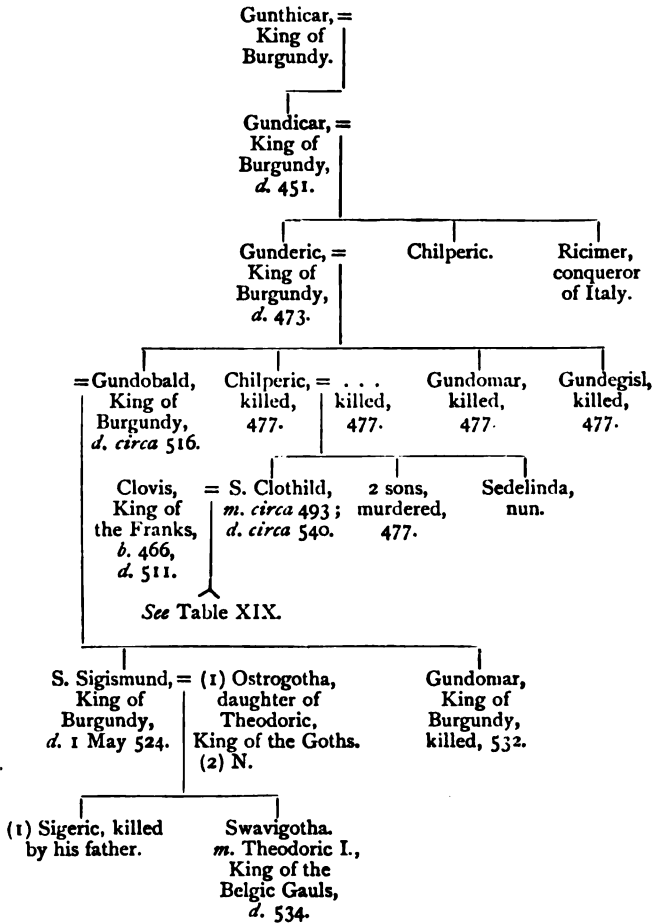 Gunthicar, =
King of
Burgundy.
Gundicar, =
King of
Burgundy,
d. 451.
Gunderic, =
King of
Burgundy,
d. 473.
Chilperic.
Ricimer,
conqueror
of Italy.
= Gundobald,
King of
Burgundy,
d. circa 516.
Chilperic, =
killed,
477.
. . .
killed,
477.
Gundomar,
killed,
477.
Gundegisl,
killed,
477.
Clovis,
King of
the Franks,
b. 466,
d. 511.
= S. Clothild,
m. circa 493 ;
d. circa 540.
2 sons,
murdered,
477.
Sedelinda,
nun.
See Table XIX.
S. Sigismund, =
King of
Burgundy,
d. 1 May 524.
(1) Ostrogotha,
daughter of
Theodoric,
King of the Goths.
(2) N.
Gundomar,
King of
Burgundy,
killed, 532.
(1) Sigeric, killed
by his father.
Swavigotha.
m. Theodoric I.,
King of the
Belgic Gauls,
d. 534.